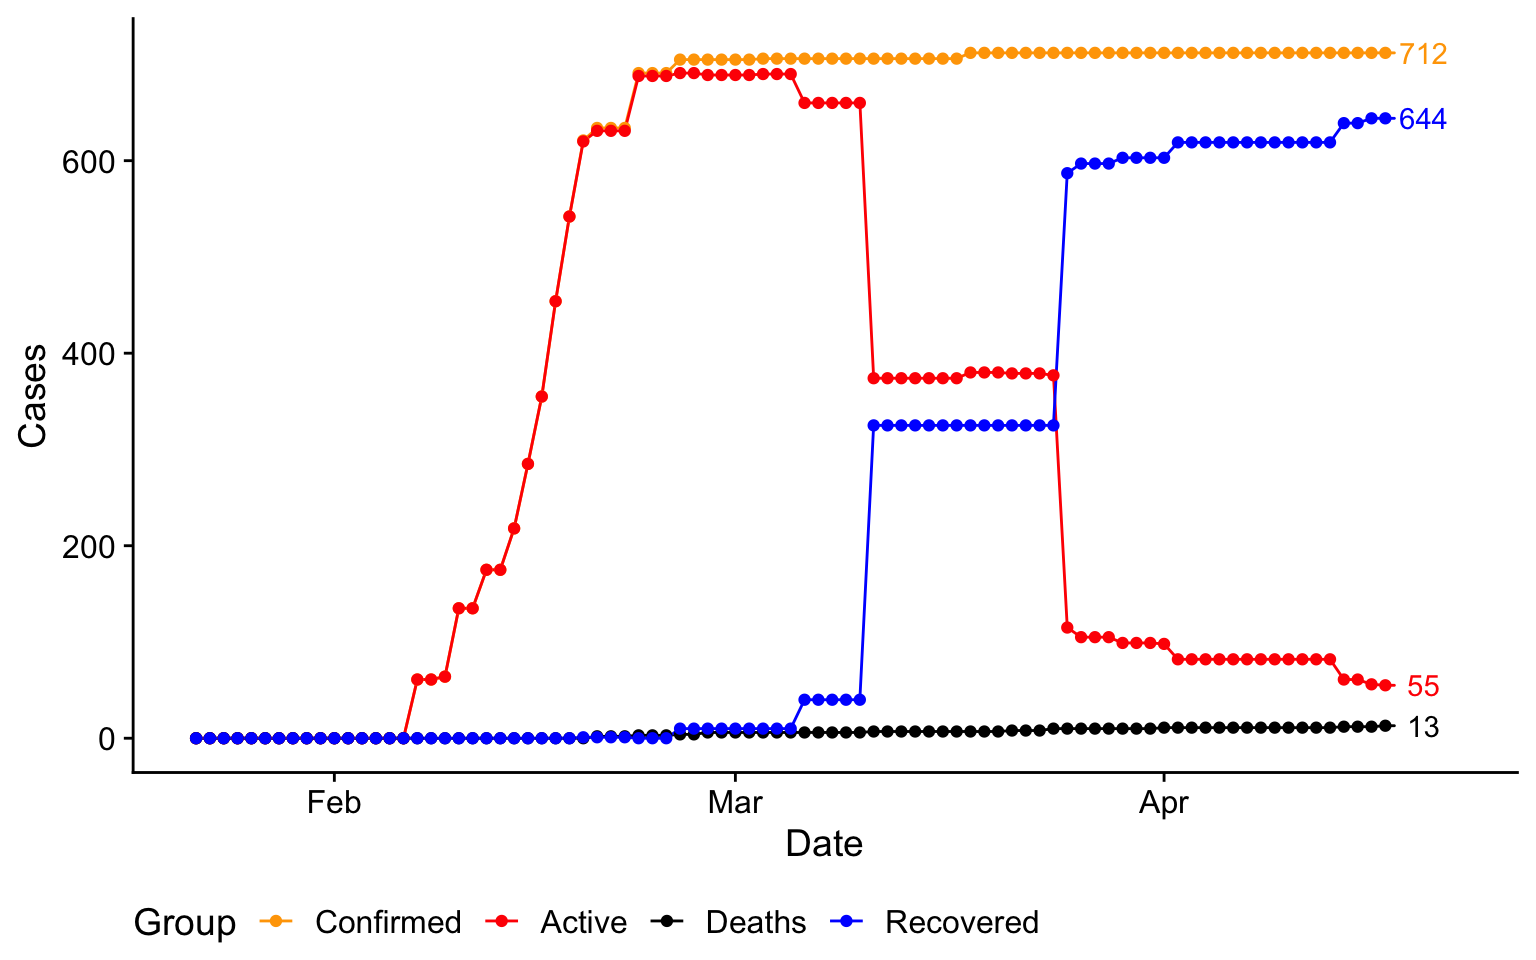 712
644
600
400
Cases
200
55
13
0
Feb Mar Apr
Date
Group Confirmed Active Deaths Recovered